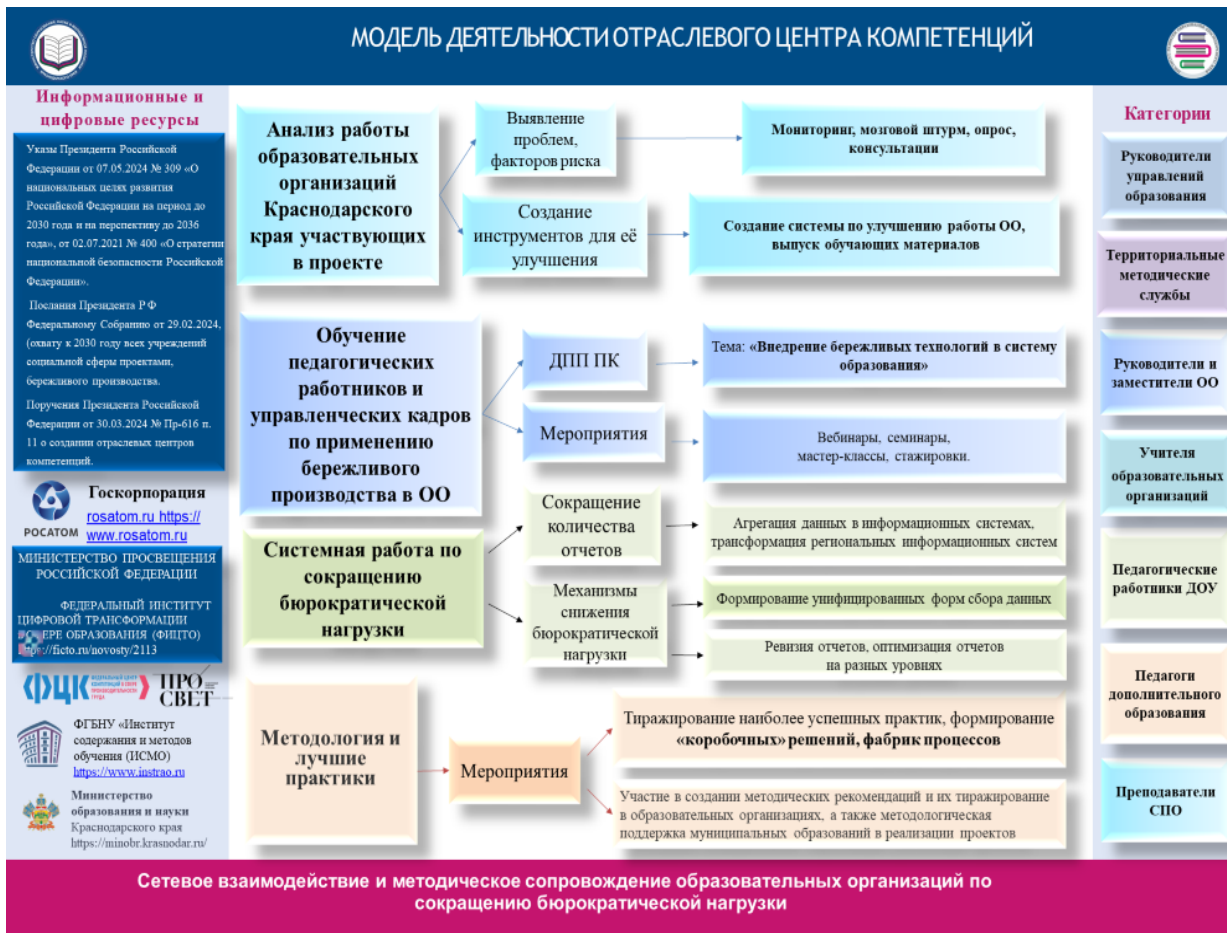 МОДЕЛЬ ДЕЯТЕЛЬНОСТИ ОТРАСЛЕВОГО ЦЕНТРА КОМПЕТЕНЦИЙ
Информационные и
цифровые ресурсы
Указы Президента Российской
Федерации от 07.05.2024 № 309 «О
национальных целях развития
Российской Федерации на период до
2030 года и на перспективу до 2036
года», от 02.07.2021 № 400 «О стратегии
национальной безопасности Российской
Федерации».
Послания Президента Р Ф
Федеральному Собранию от 29.02.2024,
(охвату к 2030 году всех учреждений
социальной сферы проектами,
бережливого производства.
Поручения Президента Российской
Федерации от 30.03.2024 № Пр-616 п.
11 о создании отраслевых центров
компетенций.
РОСАТОМ
Госкорпорация
rosatom.ru https://
www.rosatom.ru
МИНИСТЕРСТВО ПРОСВЕЩЕНИЯ
РОССИЙСКОЙ ФЕДЕРАЦИИ
ФЕДЕРАЛЬНЫЙ ИНСТИТУТ
ЦИФРОВОЙ ТРАНСФОРМАЦИИ
ЕРЕ ОБРАЗОВАНИЯ (ФИЦТО)
://ficto.ru/novosty/2113
ФЦК
ФЕДЕРАЛЬНЫЙ ЦЕНТР
КОМПЕТЕНЦИЙ В СФЕРЕ
ПРОИЗВОДИТЕЛЬНОСТИ
ТРУДА
ПРО
СВЕТ
ФГБНУ «Институт
содержания и методов
обучения (ИСМО)
https://www.instrao.ru
Министерство
образования и науки
Краснодарского края
https://minobr.krasnodar.ru/
Анализ работы
образовательных
организаций
Краснодарского
края участвующих
в проекте
Выявление
проблем,
факторов риска
Мониторинг, мозговой штурм, опрос,
консультации
Создание
инструментов для её
улучшения
Создание системы по улучшению работы ОО,
выпуск обучающих материалов
Обучение
педагогических
работников и
управленческих кадров
по применению
бережливого
производства в ОО
ДПП ПК
Тема: «Внедрение бережливых технологий в систему
образования»
Мероприятия
Вебинары, семинары,
мастер-классы, стажировки.
Системная работа по
сокращению
бюрократической
нагрузки
Сокращение
количества
отчетов
Агрегация данных в информационных системах,
трансформация региональных информационных систем
Механизмы
снижения
бюрократической
нагрузки
Формирование унифицированных форм сбора данных
Ревизия отчетов, оптимизация отчетов
на разных уровнях
Методология и
лучшие
практики
Мероприятия
Тиражирование наиболее успешных практик, формирование
«коробочных» решений, фабрик процессов
Участие в создании методических рекомендаций и их тиражирование
в образовательных организациях, а также методологическая
поддержка муниципальных образований в реализации проектов
Категории
Руководители
управлений
образования
Территориальные
методические
службы
Руководители и
заместители ОО
Учителя
образовательных
организаций
Педагогические
работники ДОУ
Педагоги
дополнительного
образования
Преподаватели
СПО
Сетевое взаимодействие и методическое сопровождение образовательных организаций по
сокращению бюрократической нагрузки